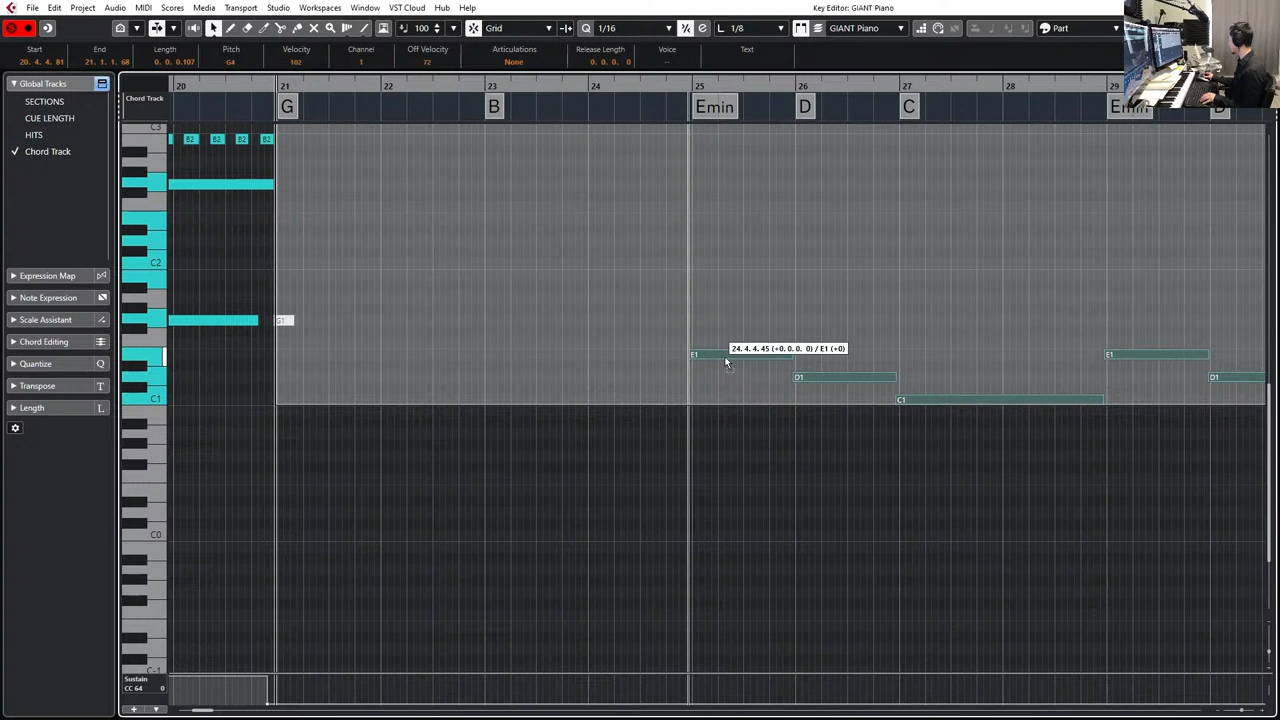 File Edit Project Audio MIDI Scores Media Transport Studio Workspaces Window VST Cloud Hub Help Key Editor: GIANT Piano
100 Grid Q 1/16 L 1/8 GIANT Piano Part
Start End Length Pitch Velocity Channel Off Velocity Articulations Release Length Voice Text
20. 4. 4. 81 21. 1. 1. 68 0. 0. 0.107 G4 102 1 72 None 0. 0. 0. 0 --
Global Tracks
SECTIONS
CUE LENGTH
HITS
✓ Chord Track
Expression Map
Note Expression
Scale Assistant
Chord Editing
Quantize
Transpose
Length L
20 21 22 23 24 25 26 27 28 29
Chord Track G B Emin D C Emin
C3
B2 B2 B2 B2
C2
G1
24. 4. 4. 45 (+0. 0. 0. 0) / E1 (+0)
E1 E1
D1 D1
C1 C1
C0
C-1
Sustain
CC 64 0